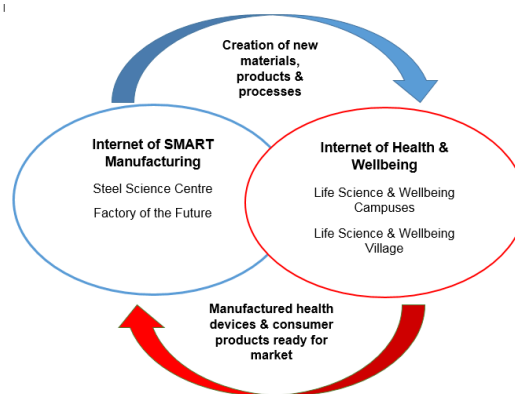 Creation of new
materials,
products &
processes
Internet of SMART
Manufacturing
Steel Science Centre
Factory of the Future
Internet of Health &
Wellbeing
Life Science & Wellbeing
Campuses
Life Science & Wellbeing
Village
Manufactured health
devices & consumer
products ready for
market